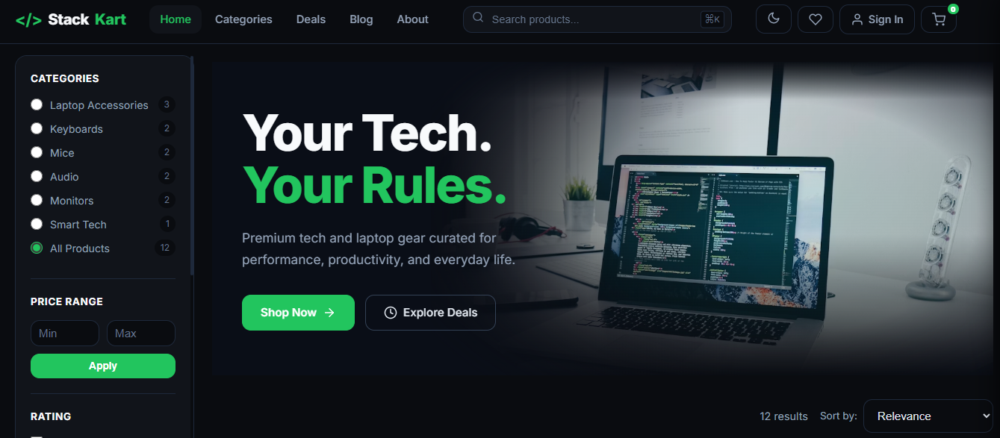 </> Stack Kart
Home
Categories
Deals
Blog
About
Search products...
⌘K
Sign In
0
CATEGORIES
Laptop Accessories 3
Keyboards 2
Mice 2
Audio 2
Monitors 2
Smart Tech 1
All Products 12
PRICE RANGE
Min
Max
Apply
RATING
Your Tech.
Your Rules.
Premium tech and laptop gear curated for
performance, productivity, and everyday life.
Shop Now →
Explore Deals
12 results
Sort by:
Relevance